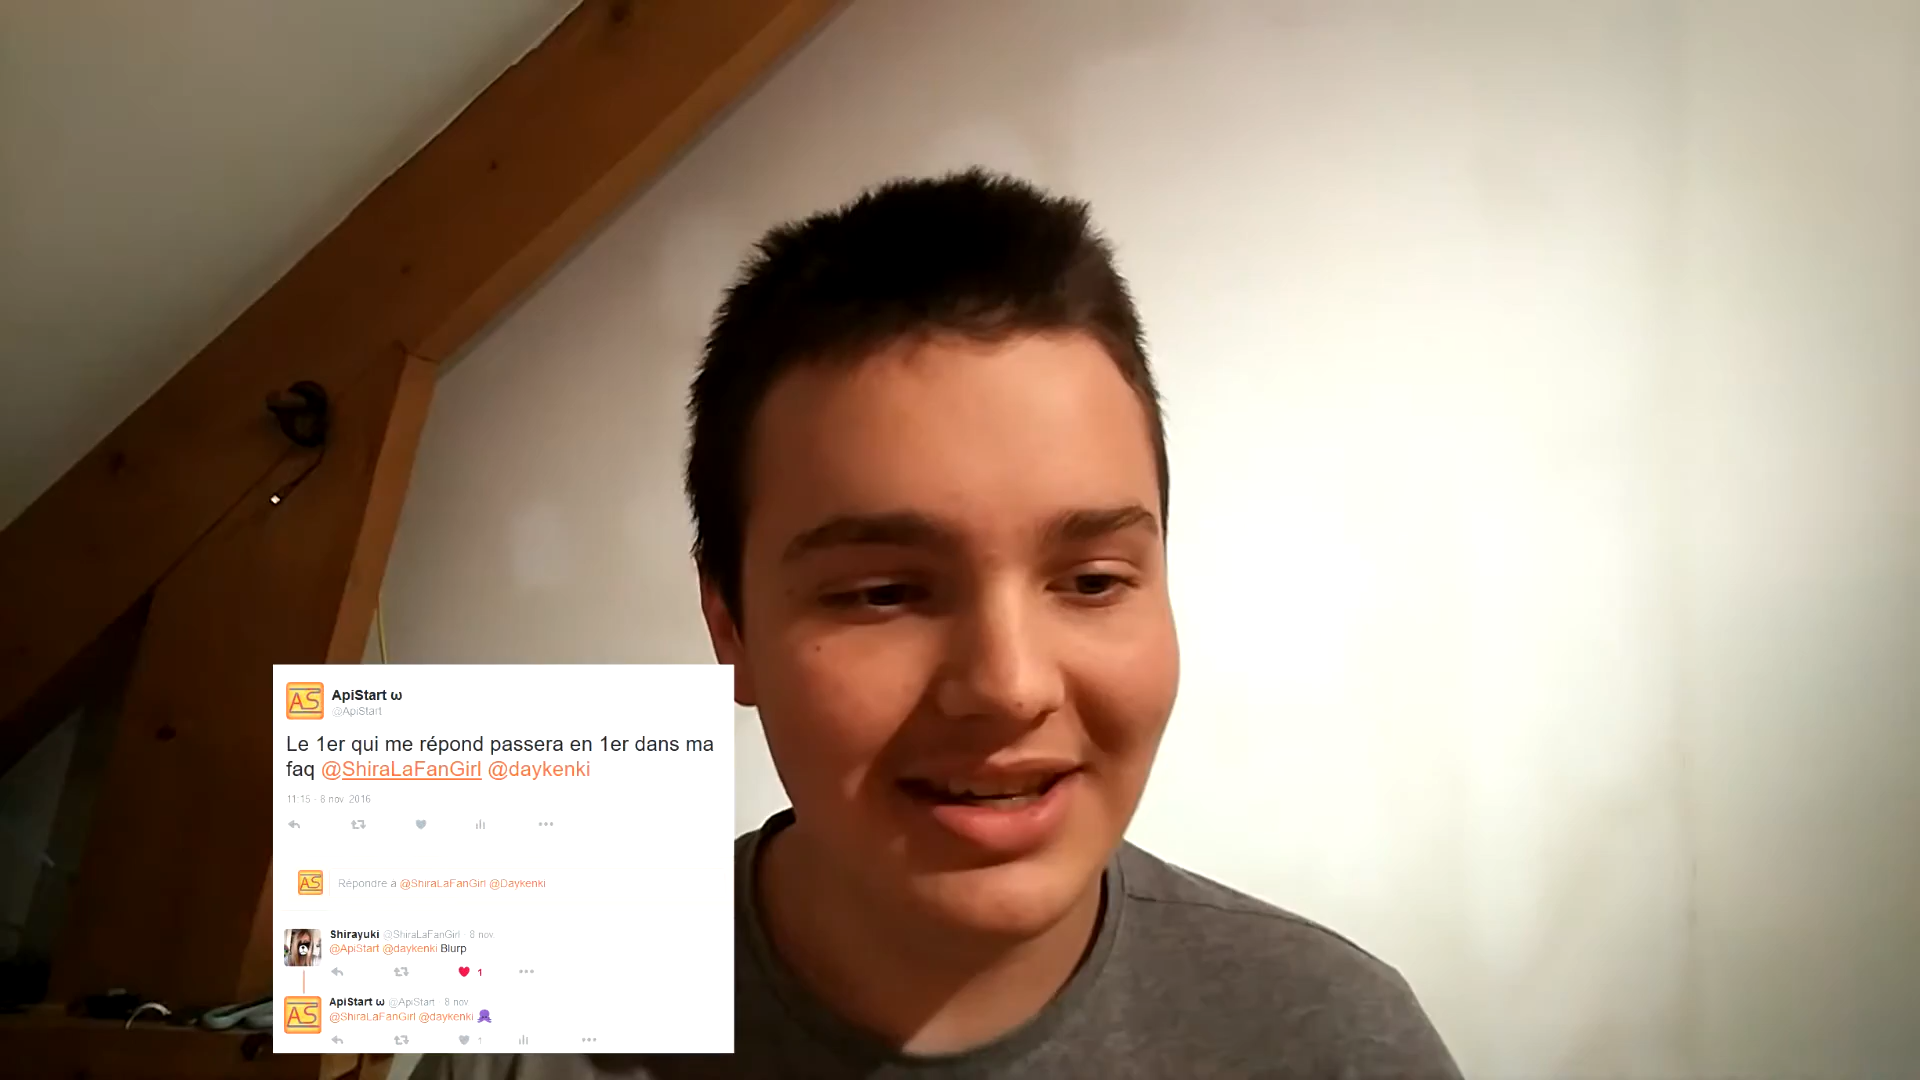 AS
ApiStart ω
@ApiStart
Le 1er qui me répond passera en 1er dans ma
faq @ShiraLaFanGirl @daykenki
11:15 - 8 nov. 2016
AS
Répondre à @ShiraLaFanGirl @Daykenki
Shirayuki @ShiraLaFanGirl · 8 nov.
@ApiStart @daykenki Blurp
1
AS
ApiStart ω @ApiStart · 8 nov.
@ShiraLaFanGirl @daykenki 🐙
1